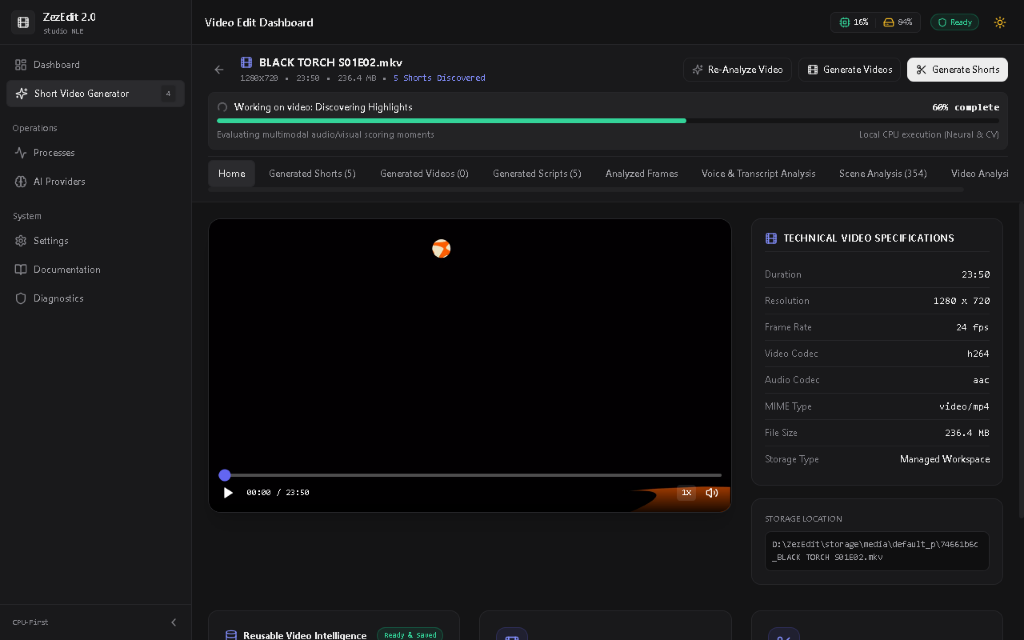 ZezEdit 2.0
Studio NLE
Dashboard
Short Video Generator 4
Operations
Processes
AI Providers
System
Settings
Documentation
Diagnostics
CPU-First
Video Edit Dashboard
16% 84% Ready
BLACK TORCH S01E02.mkv
1280x720 • 23:50 • 236.4 MB • 5 Shorts Discovered
Re-Analyze Video Generate Videos Generate Shorts
Working on video: Discovering Highlights 60% complete
Evaluating multimodal audio/visual scoring moments Local CPU execution (Neural & CV)
Home Generated Shorts (5) Generated Videos (0) Generated Scripts (5) Analyzed Frames Voice & Transcript Analysis Scene Analysis (354) Video Analysi
00:00 / 23:50 1x
TECHNICAL VIDEO SPECIFICATIONS
Duration 23:50
Resolution 1280 x 720
Frame Rate 24 fps
Video Codec h264
Audio Codec aac
MIME Type video/mp4
File Size 236.4 MB
Storage Type Managed Workspace
STORAGE LOCATION
D:\ZezEdit\storage\media\default_p\74661b6c
_BLACK TORCH S01E02.mkv
Reusable Video Intelligence Ready & Saved